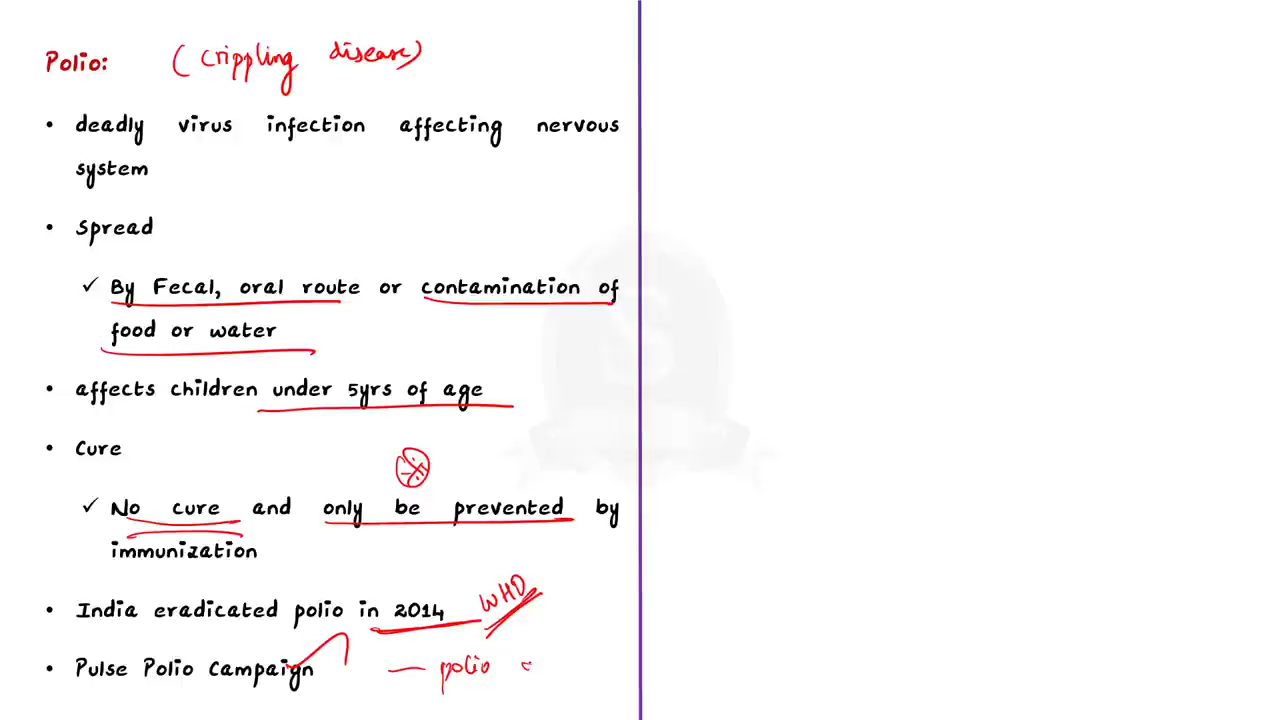 Polio: (crippling disease)
• deadly virus infection affecting nervous
system
• Spread
✓ By Fecal, oral route or contamination of
food or water
• affects children under 5yrs of age
• Cure
✓ No cure and only be prevented by
immunization
• India eradicated polio in 2014 WHO
• Pulse Polio Campaign — polio